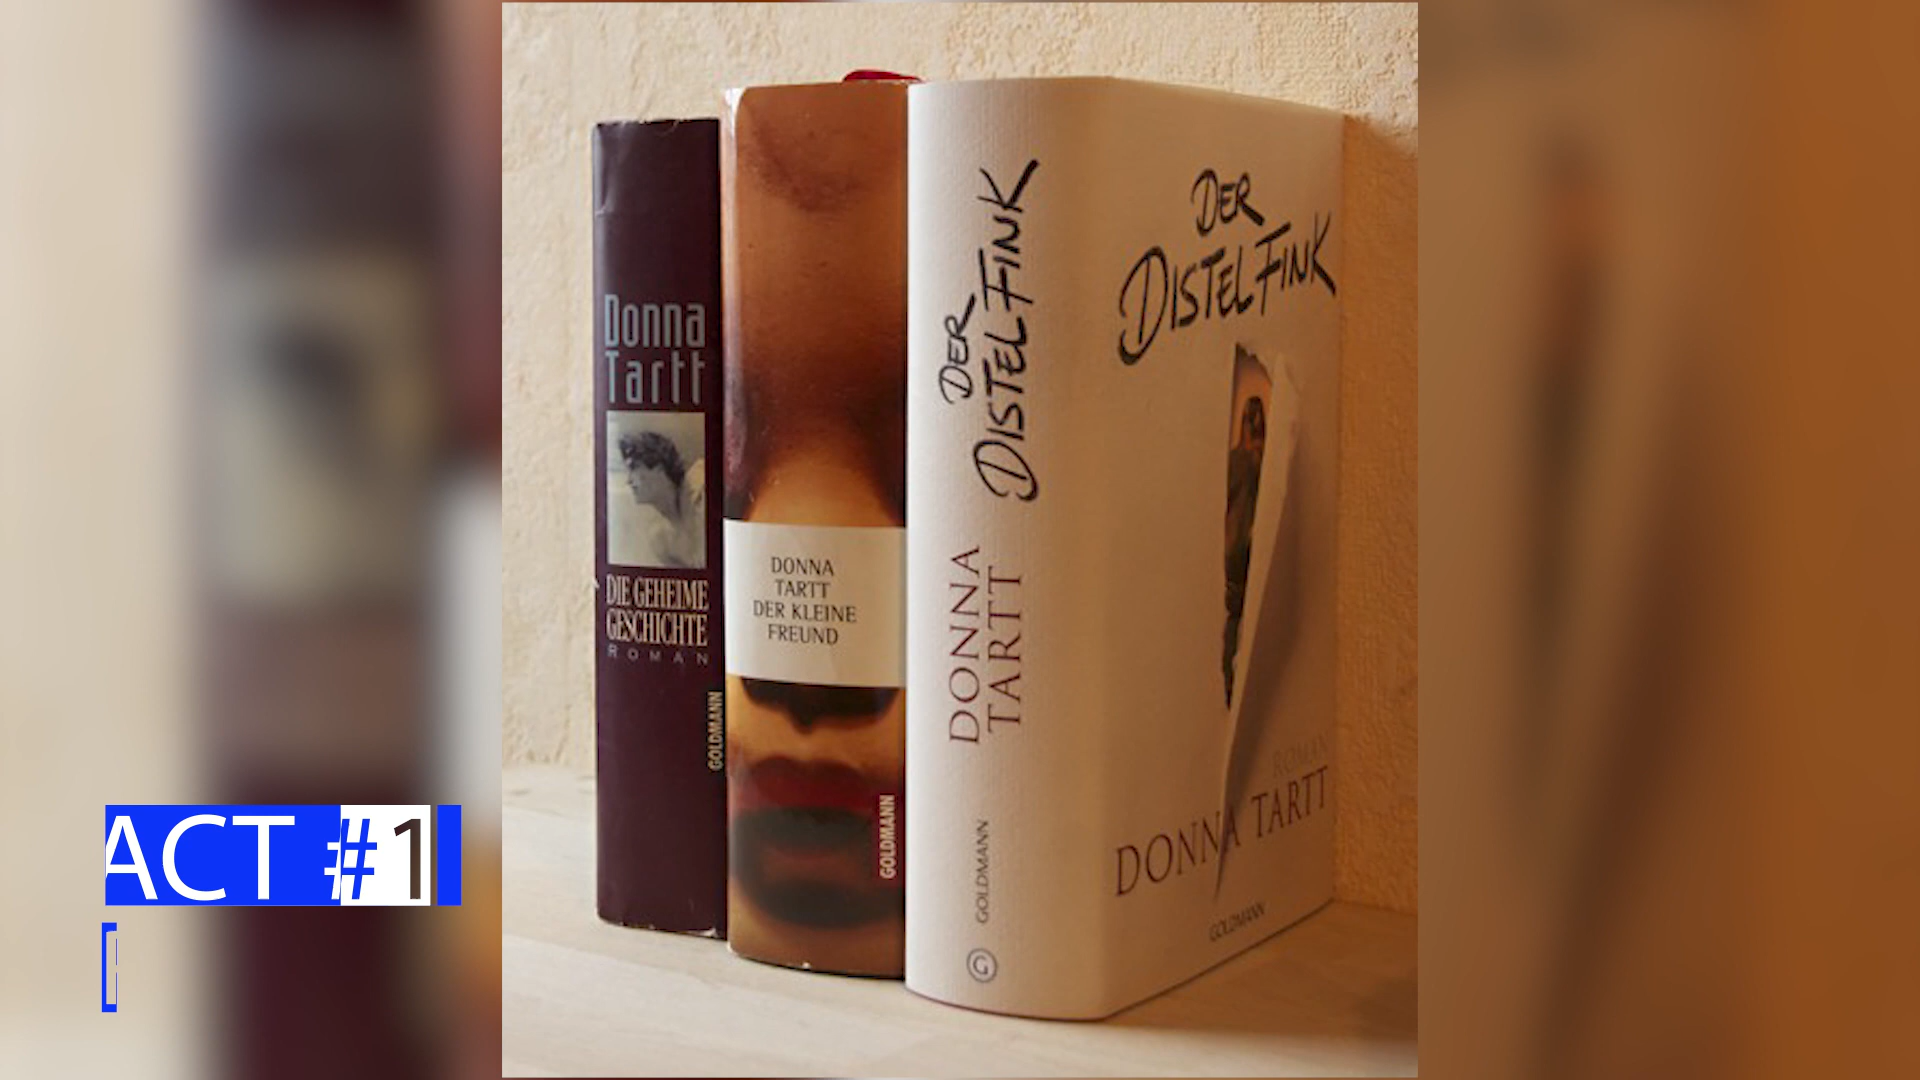 Donna
Tartt
DIE GEHEIME
GESCHICHTE
ROMAN
GOLDMANN
DONNA
TARTT
DER KLEINE
FREUND
GOLDMANN
DER
DISTELFINK
DONNA
TARTT
GOLDMANN
G
DER
DISTELFINK
ROMAN
DONNA TARTT
GOLDMANN
ACT #1